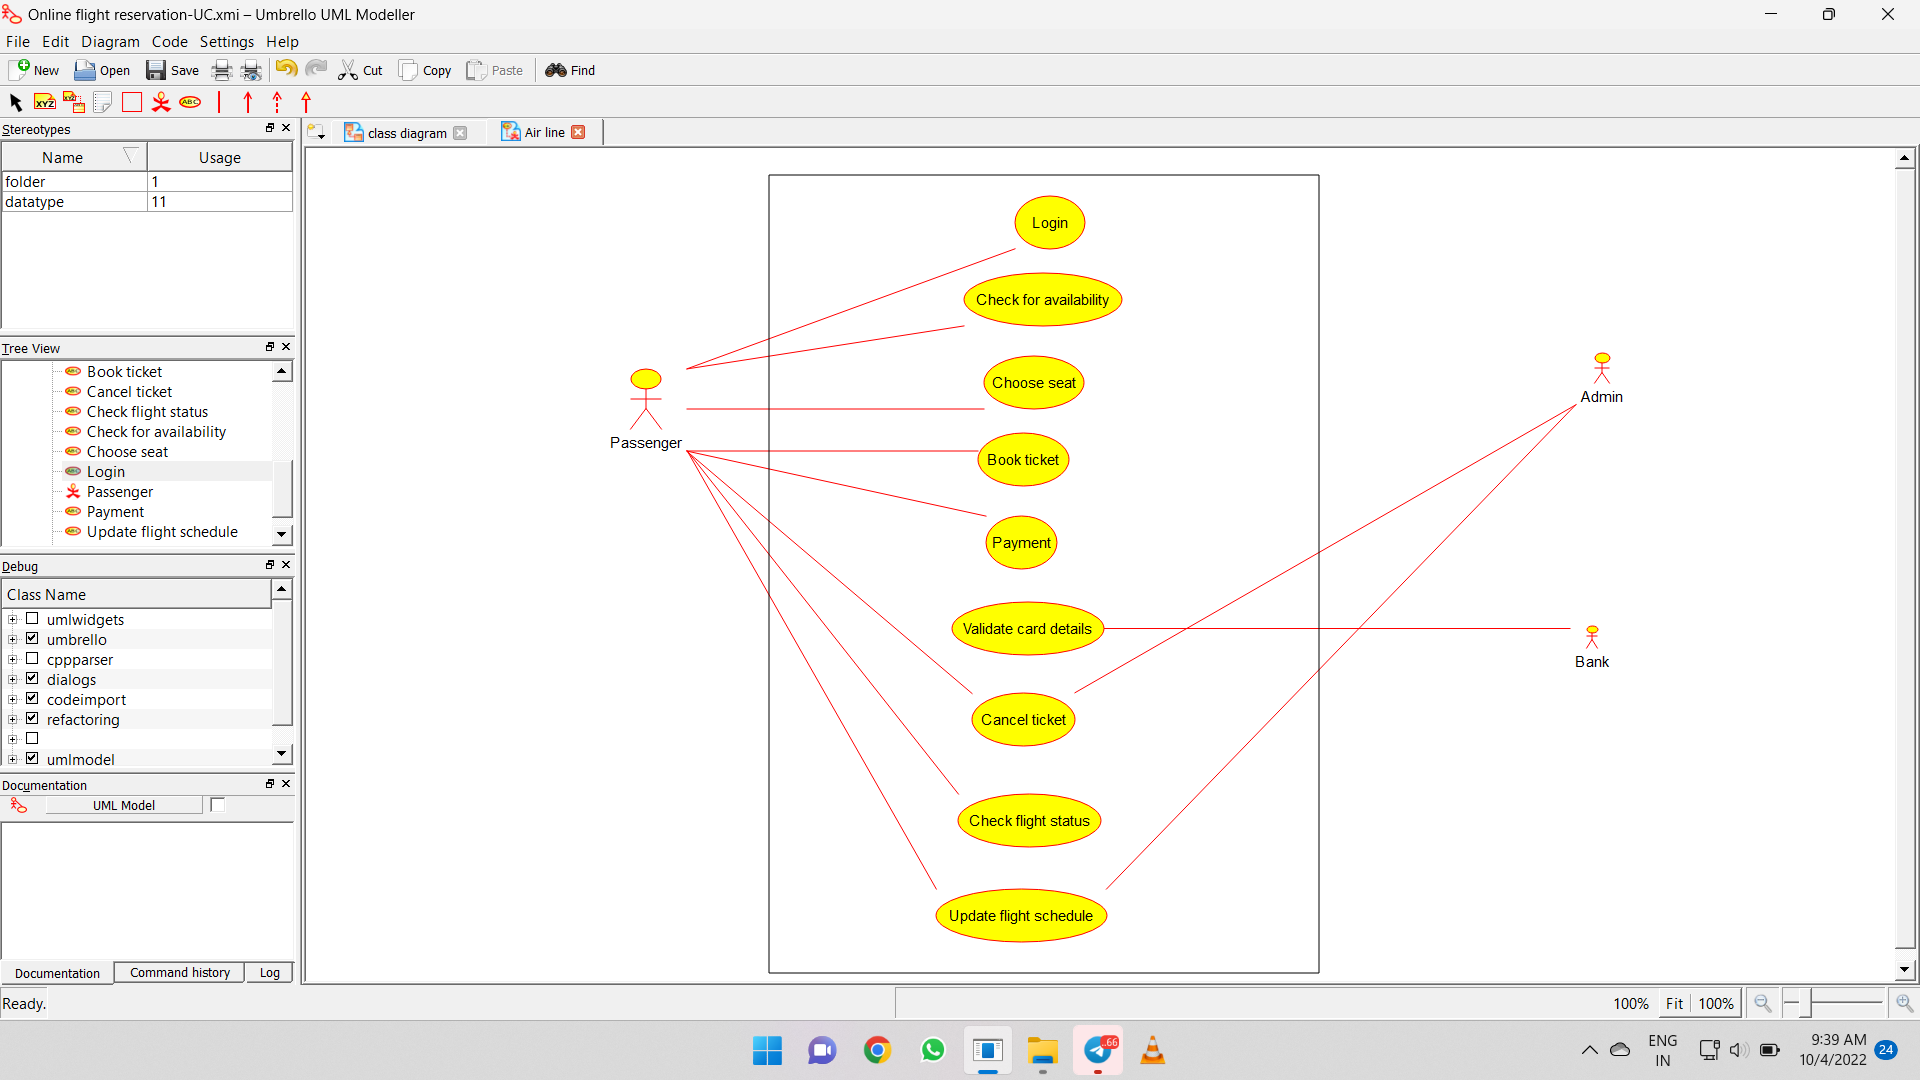 Online flight reservation-UC.xmi – Umbrello UML Modeller
File Edit Diagram Code Settings Help
New Open Save Cut Copy Paste Find
XYZ XYZ ABC
Stereotypes
Name Usage
folder 1
datatype 11
Tree View
Book ticket
Cancel ticket
Check flight status
Check for availability
Choose seat
Login
Passenger
Payment
Update flight schedule
Debug
Class Name
umlwidgets
umbrello
cppparser
dialogs
codeimport
refactoring
umlmodel
Documentation
UML Model
Documentation Command history Log
Ready.
class diagram Air line
Login
Check for availability
Choose seat
Book ticket
Payment
Validate card details
Cancel ticket
Check flight status
Update flight schedule
Passenger
Admin
Bank
100% Fit 100%
..66
ENG
IN
9:39 AM
10/4/2022
24